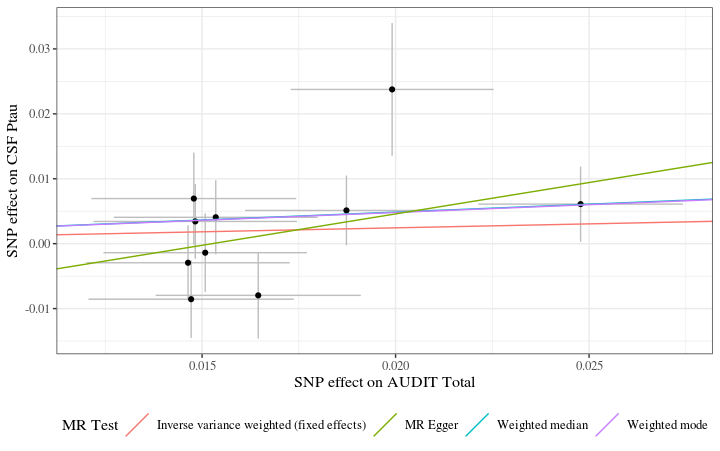 SNP effect on CSF Ptau
0.03
0.02
0.01
0.00
-0.01
0.015 0.020 0.025
SNP effect on AUDIT Total
MR Test Inverse variance weighted (fixed effects) MR Egger Weighted median Weighted mode